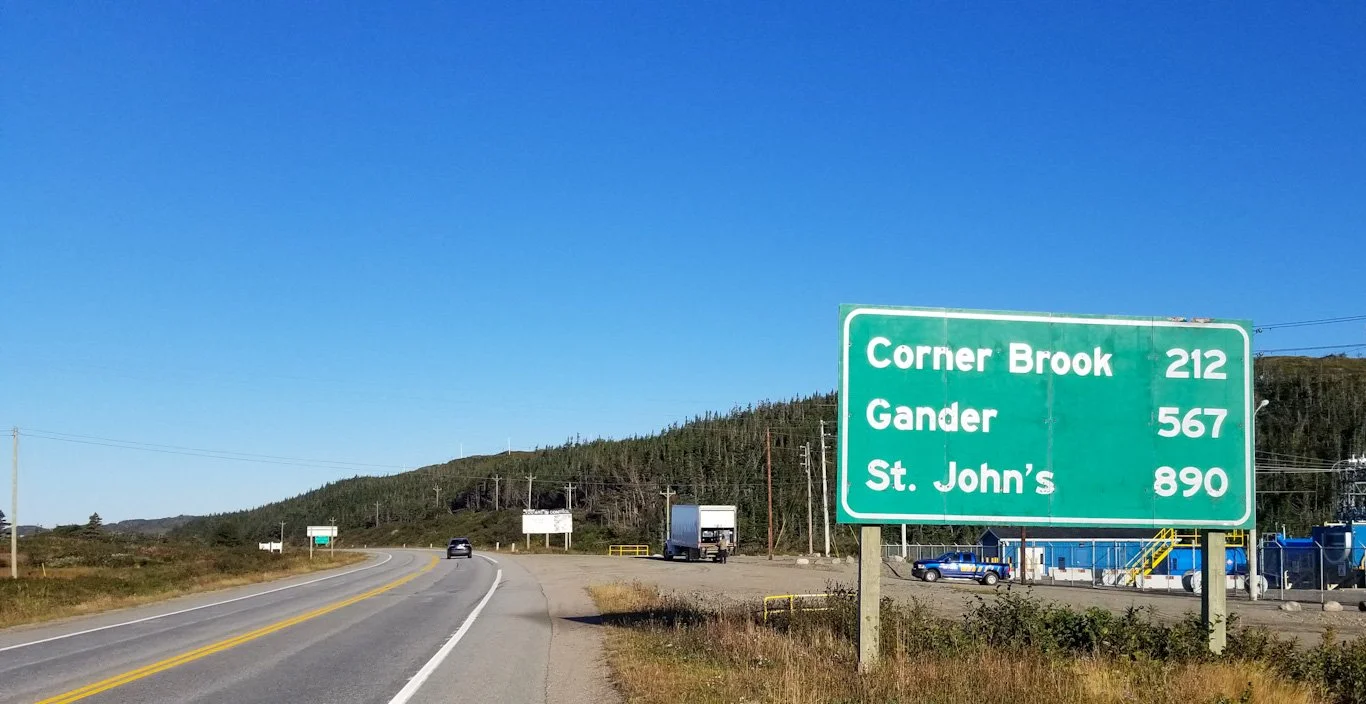 Corner Brook 212
Gander 567
St. John's 890